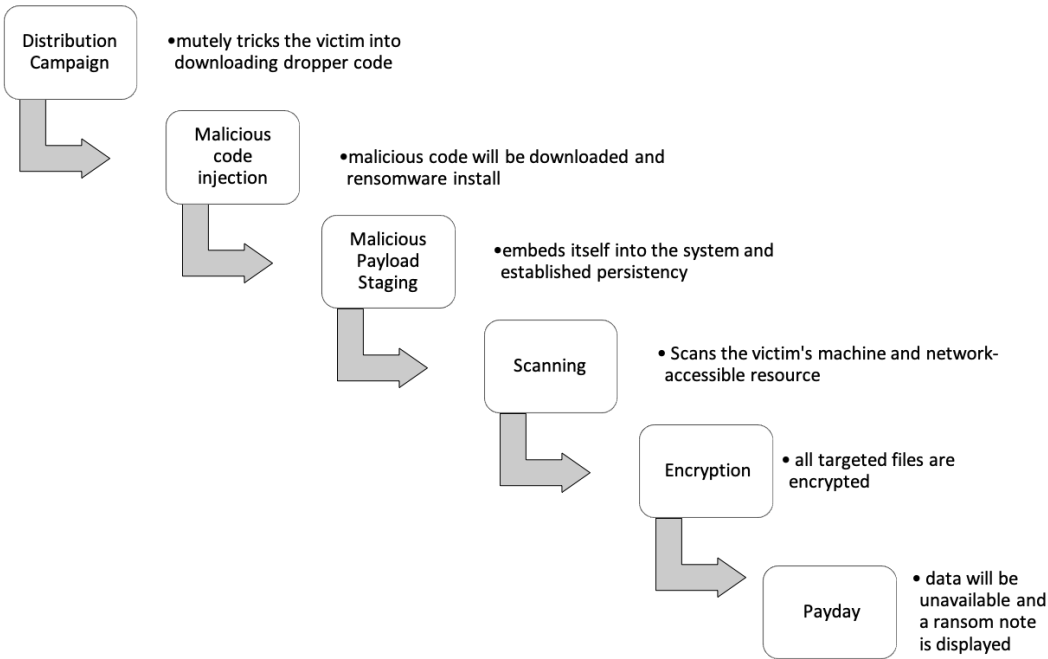 Distribution
Campaign
•mutely tricks the victim into
downloading dropper code
Malicious
code
injection
•malicious code will be downloaded and
rensomware install
Malicious
Payload
Staging
•embeds itself into the system and
established persistency
Scanning
• Scans the victim's machine and network-
accessible resource
Encryption
• all targeted files are
encrypted
Payday
• data will be
unavailable and
a ransom note
is displayed